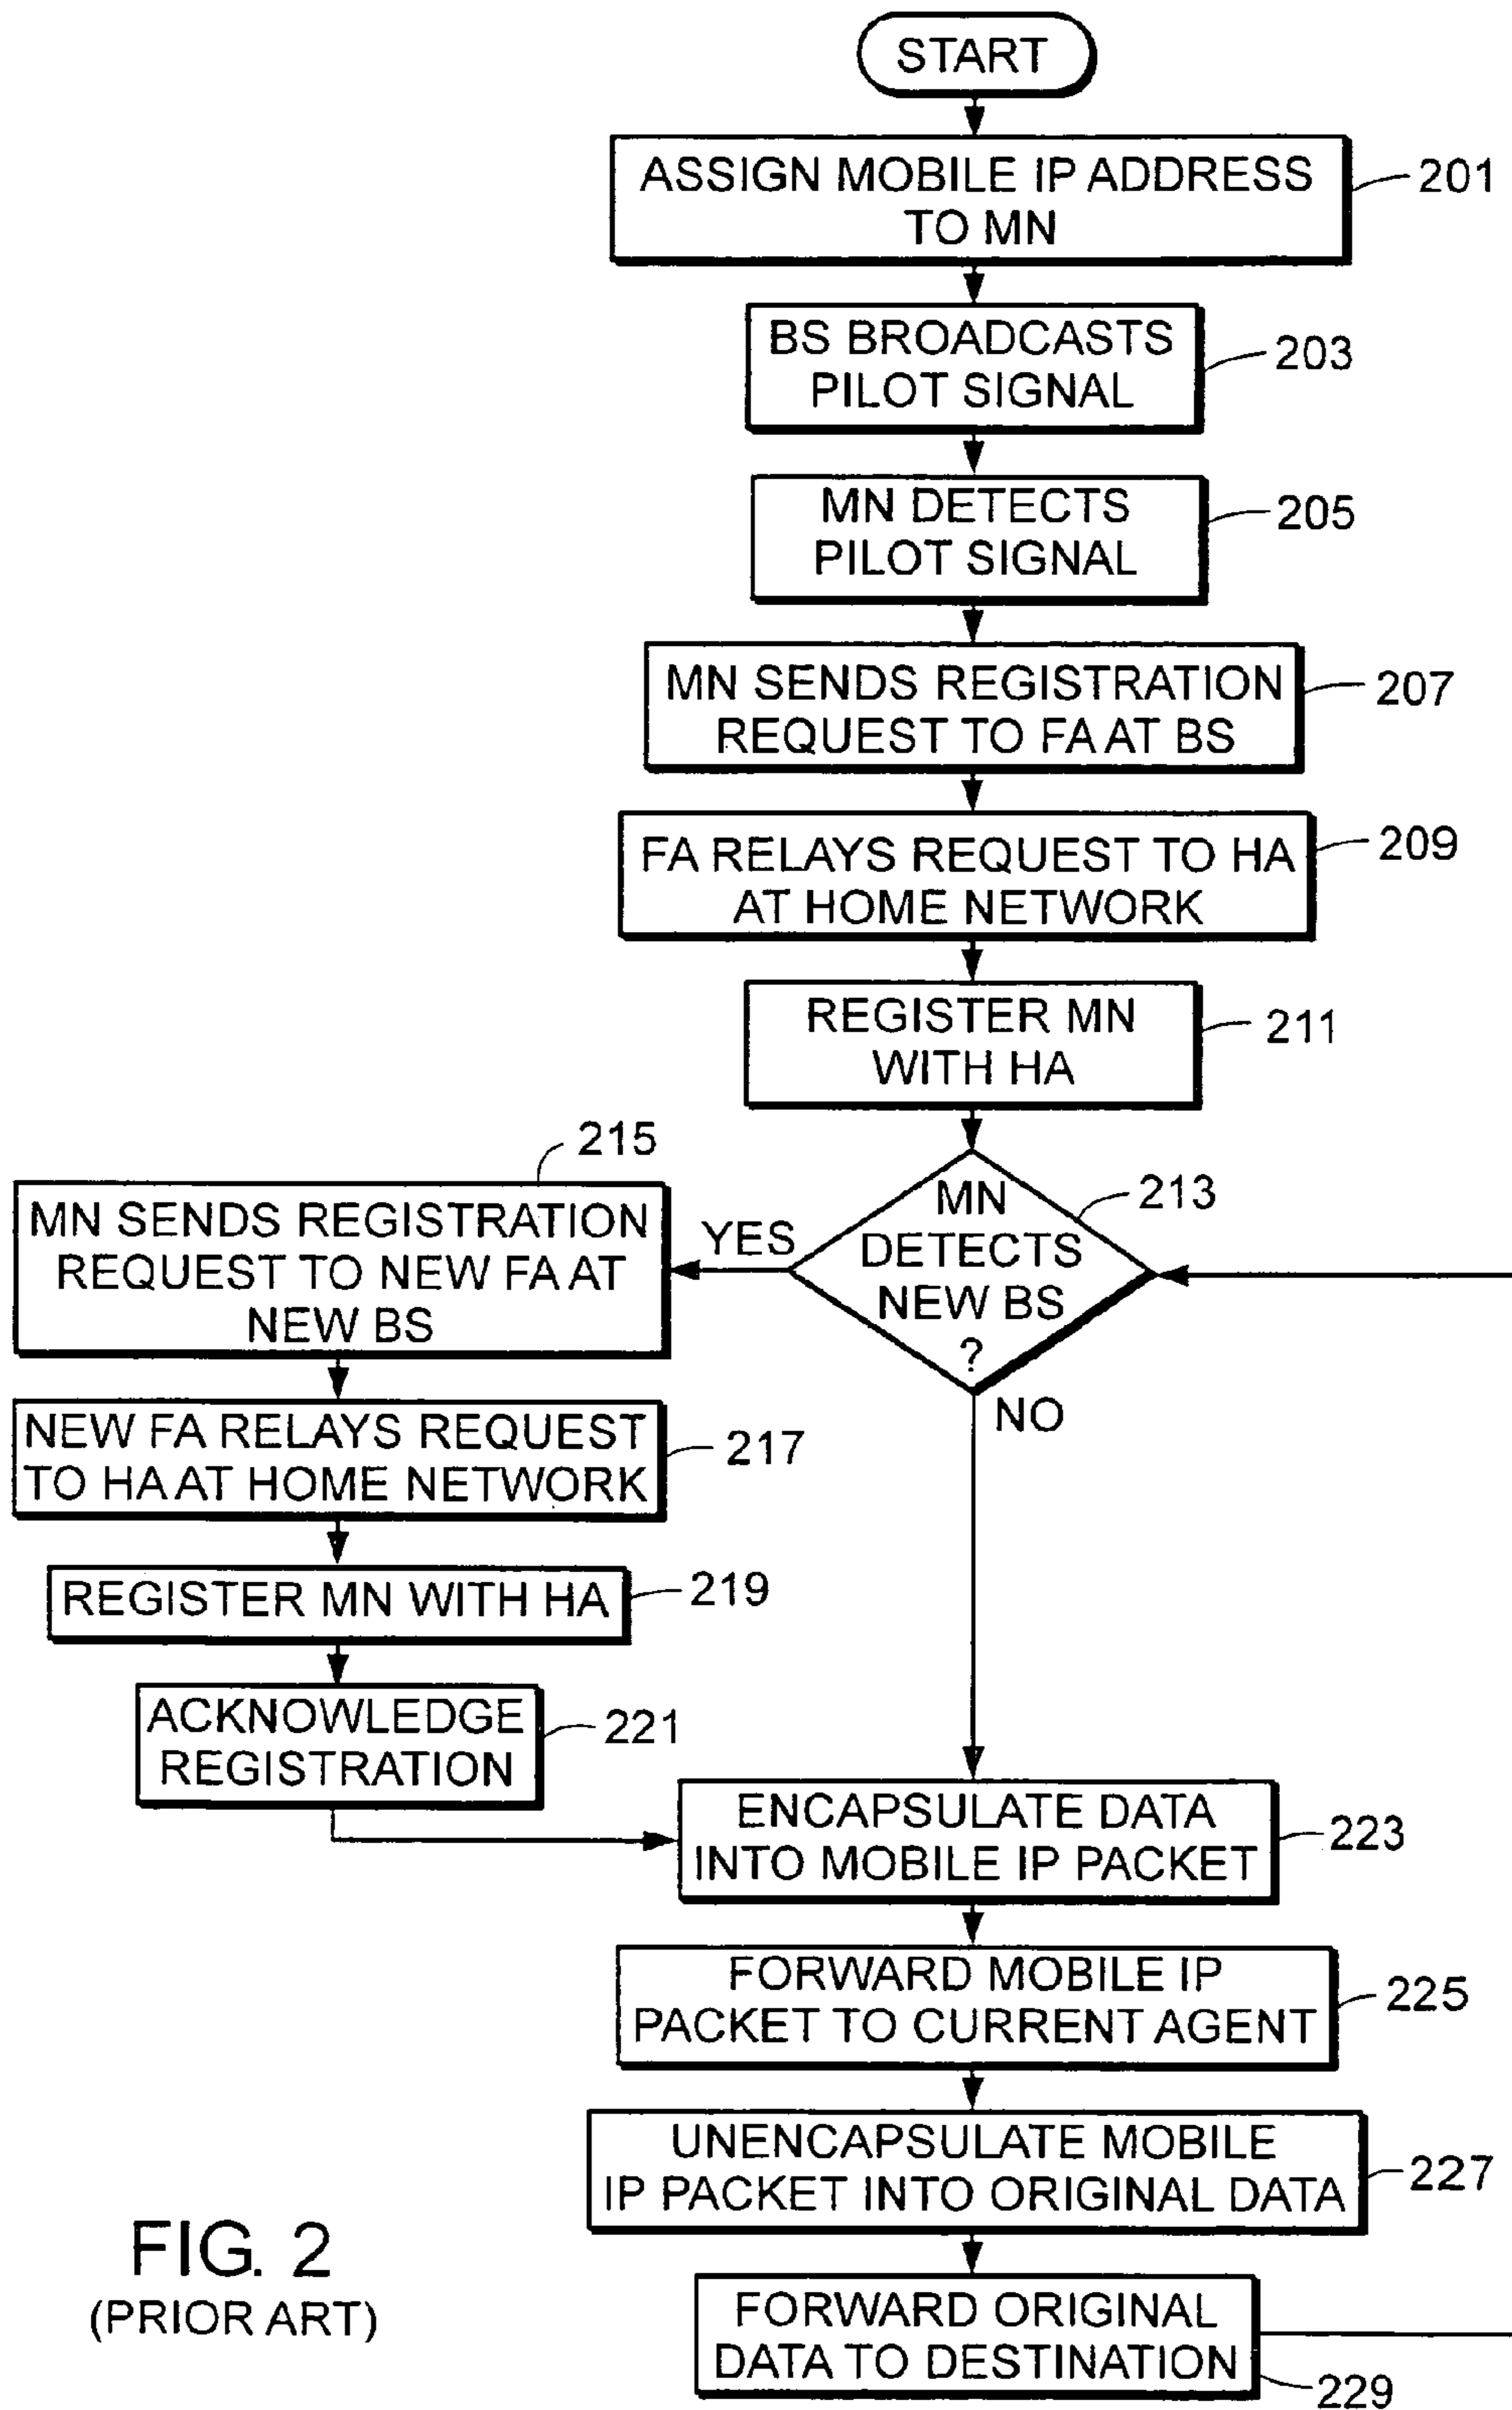 START
ASSIGN MOBILE IP ADDRESS
TO MN
201
BS BROADCASTS
PILOT SIGNAL
203
MN DETECTS
PILOT SIGNAL
205
MN SENDS REGISTRATION
REQUEST TO FA AT BS
207
FA RELAYS REQUEST TO HA
AT HOME NETWORK
209
REGISTER MN
WITH HA
211
MN
DETECTS
NEW BS
?
213
YES
NO
215
MN SENDS REGISTRATION
REQUEST TO NEW FA AT
NEW BS
NEW FA RELAYS REQUEST
TO HA AT HOME NETWORK
217
REGISTER MN WITH HA
219
ACKNOWLEDGE
REGISTRATION
221
ENCAPSULATE DATA
INTO MOBILE IP PACKET
223
FORWARD MOBILE IP
PACKET TO CURRENT AGENT
225
UNENCAPSULATE MOBILE
IP PACKET INTO ORIGINAL DATA
227
FORWARD ORIGINAL
DATA TO DESTINATION
229
FIG. 2
(PRIOR ART)